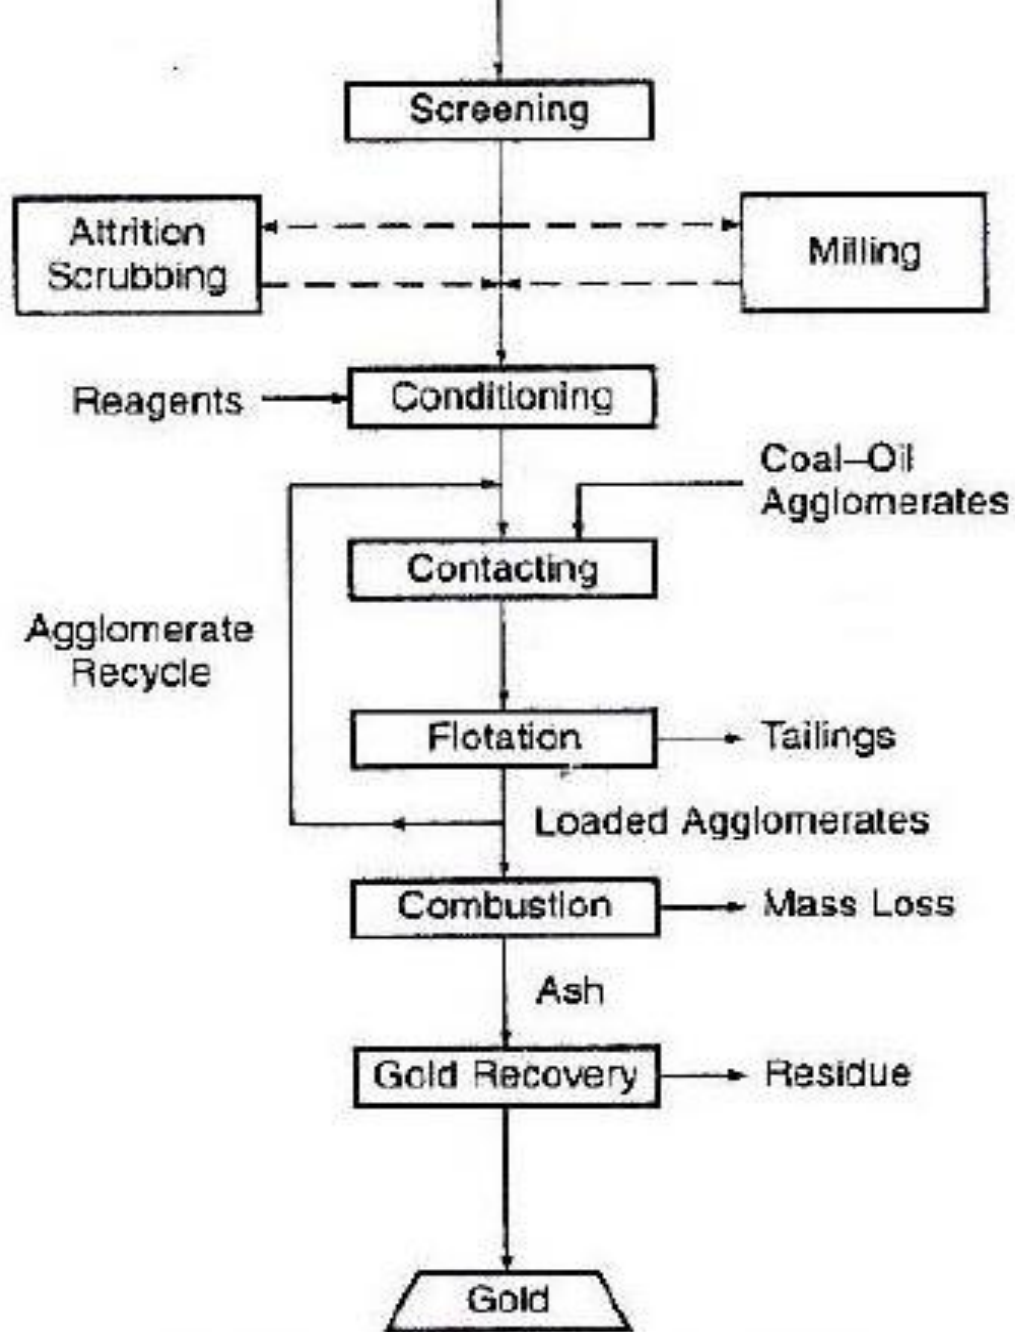 Screening
Attrition
Scrubbing
Milling
Reagents
Conditioning
Coal–Oil
Agglomerates
Contacting
Agglomerate
Recycle
Flotation
Tailings
Loaded Agglomerates
Combustion
Mass Loss
Ash
Gold Recovery
Residue
Gold